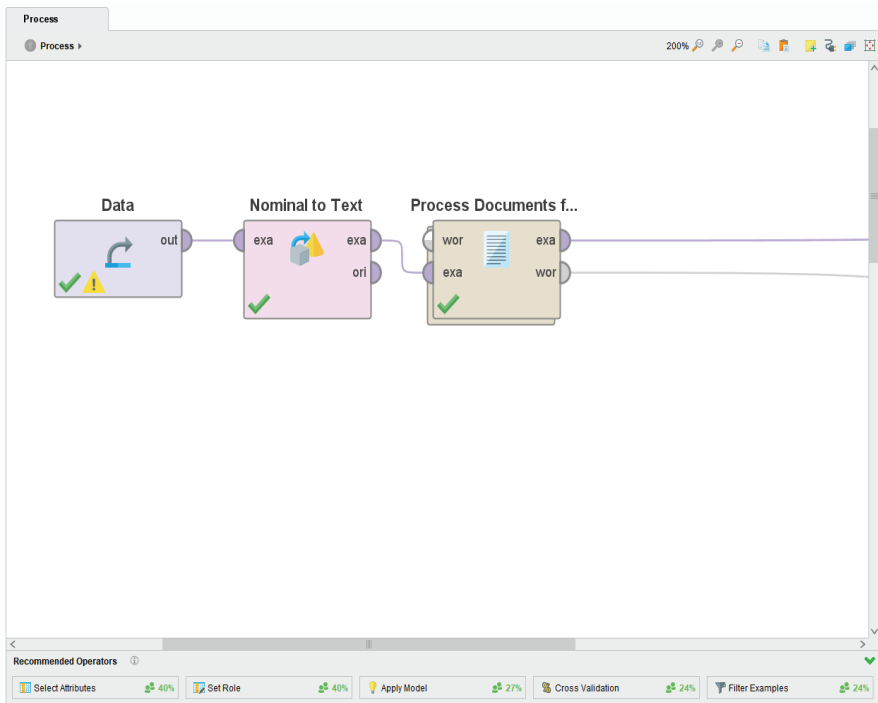 Process
Process
200%
Data
Nominal to Text
Process Documents f...
out
exa
exa
ori
wor
exa
exa
wor
Recommended Operators
Select Attributes 40%
Set Role 40%
Apply Model 27%
Cross Validation 24%
Filter Examples 24%